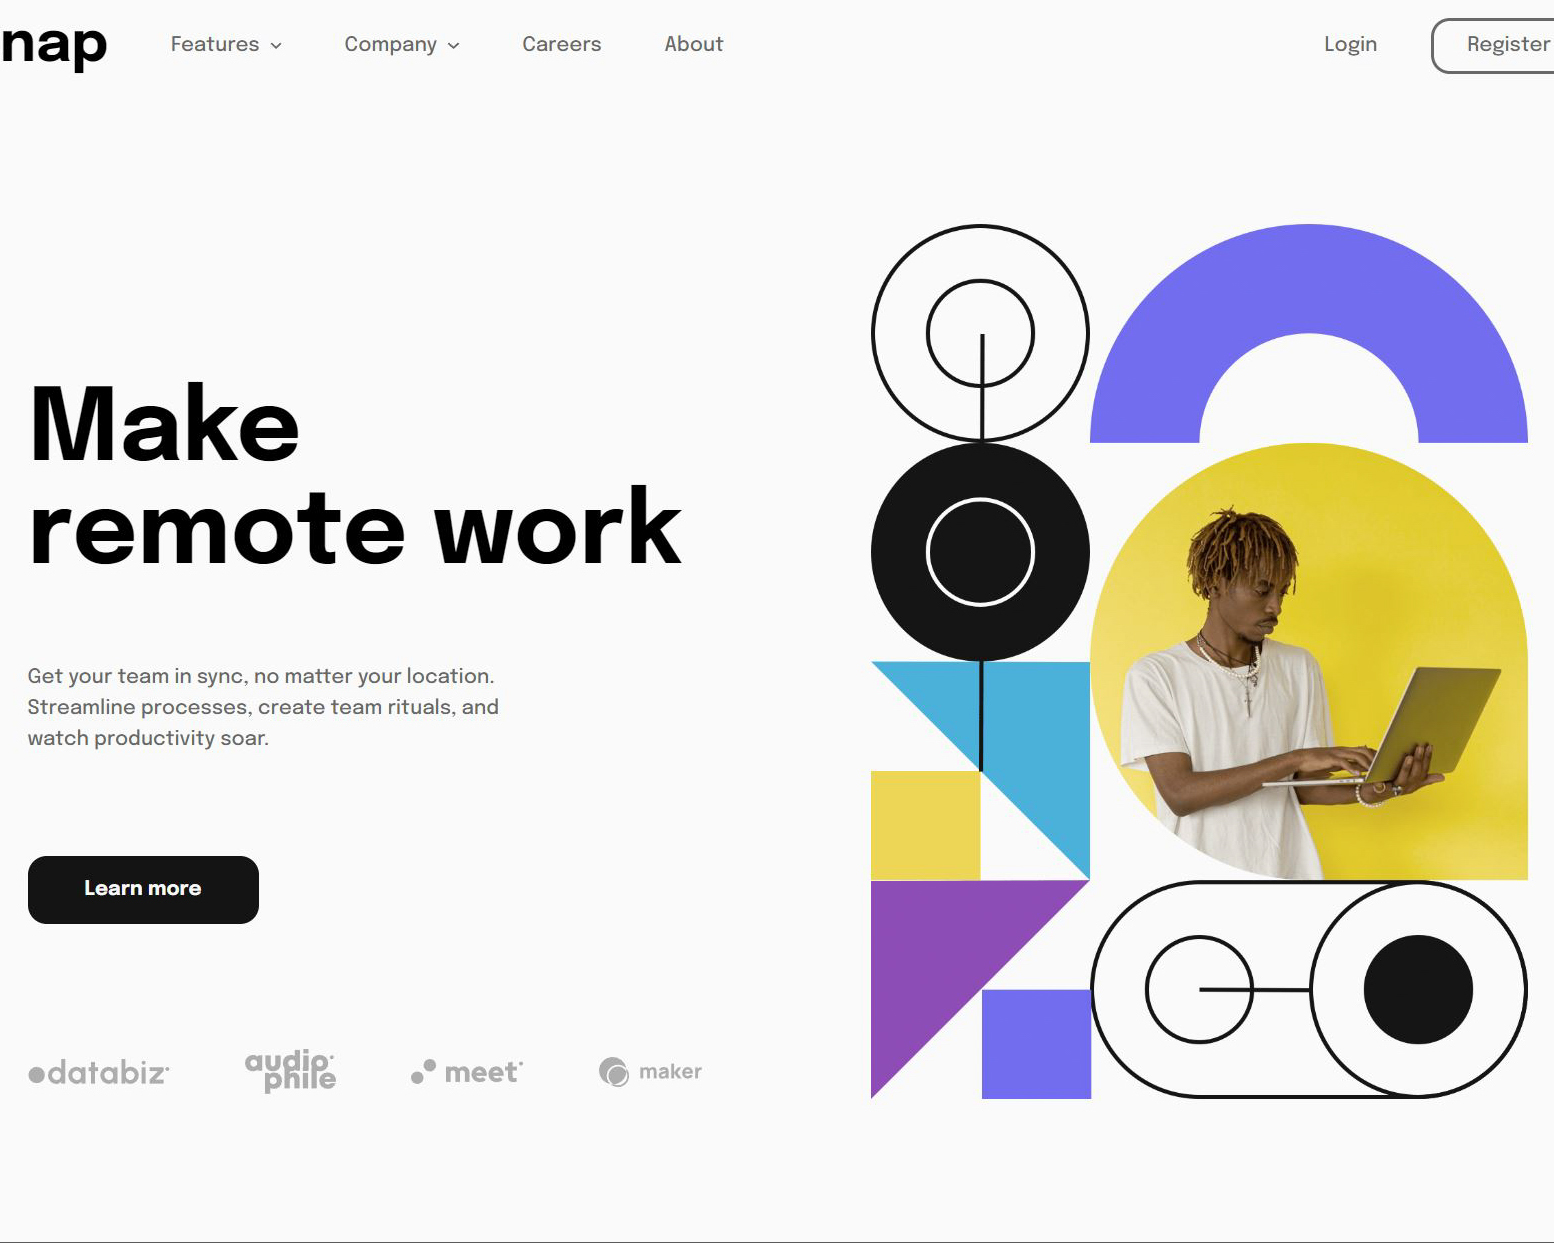 nap
Features
Company
Careers
About
Login
Register
Make
remote work
Get your team in sync, no matter your location.
Streamline processes, create team rituals, and
watch productivity soar.
Learn more
databiz
audio
phile
meet
maker